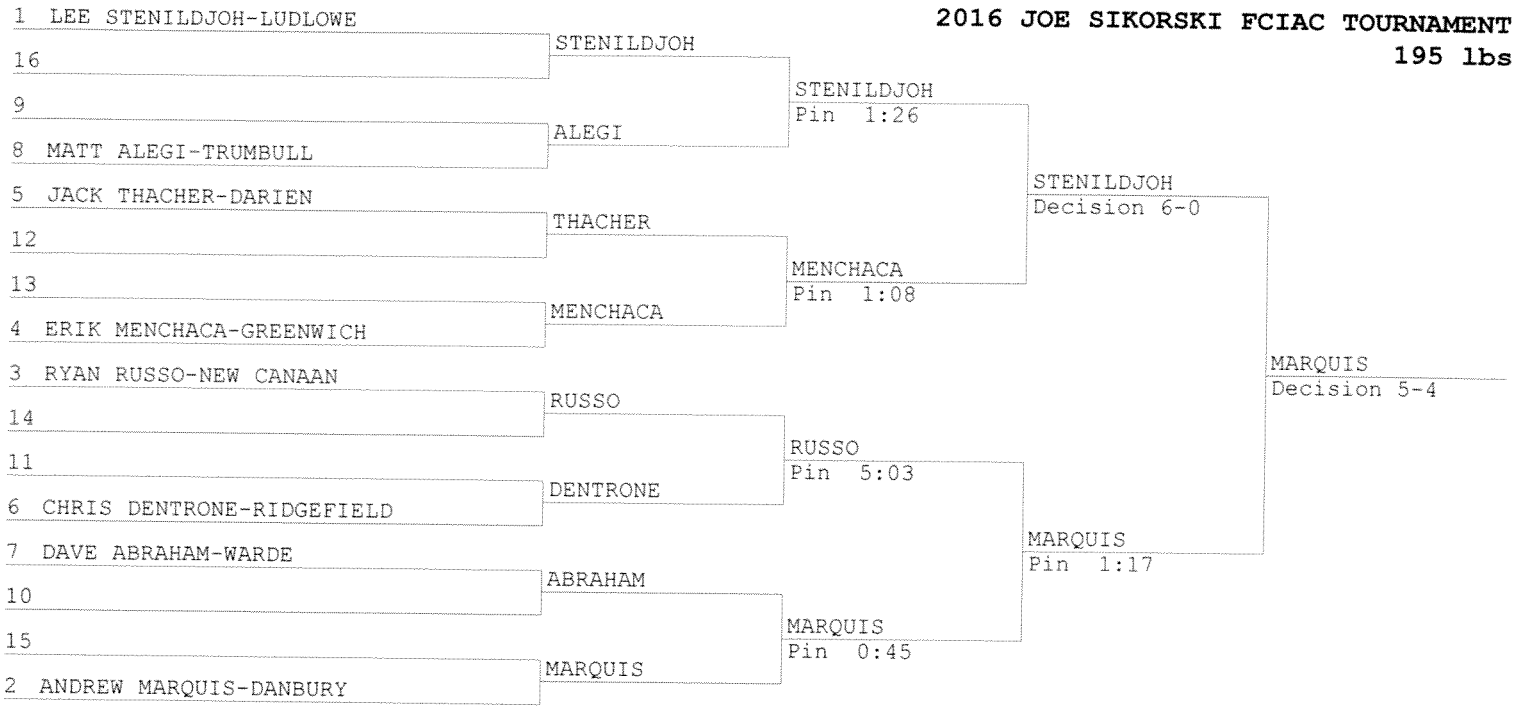 2016 JOE SIKORSKI FCIAC TOURNAMENT
195 lbs
1 LEE STENILDJOH-LUDLOWE
16
9
8 MATT ALEGI-TRUMBULL
5 JACK THACHER-DARIEN
12
13
4 ERIK MENCHACA-GREENWICH
3 RYAN RUSSO-NEW CANAAN
14
11
6 CHRIS DENTRONE-RIDGEFIELD
7 DAVE ABRAHAM-WARDE
10
15
2 ANDREW MARQUIS-DANBURY
STENILDJOH
ALEGI
THACHER
MENCHACA
RUSSO
DENTRONE
ABRAHAM
MARQUIS
STENILDJOH
Pin 1:26
MENCHACA
Pin 1:08
RUSSO
Pin 5:03
MARQUIS
Pin 0:45
STENILDJOH
Decision 6-0
MARQUIS
Pin 1:17
MARQUIS
Decision 5-4